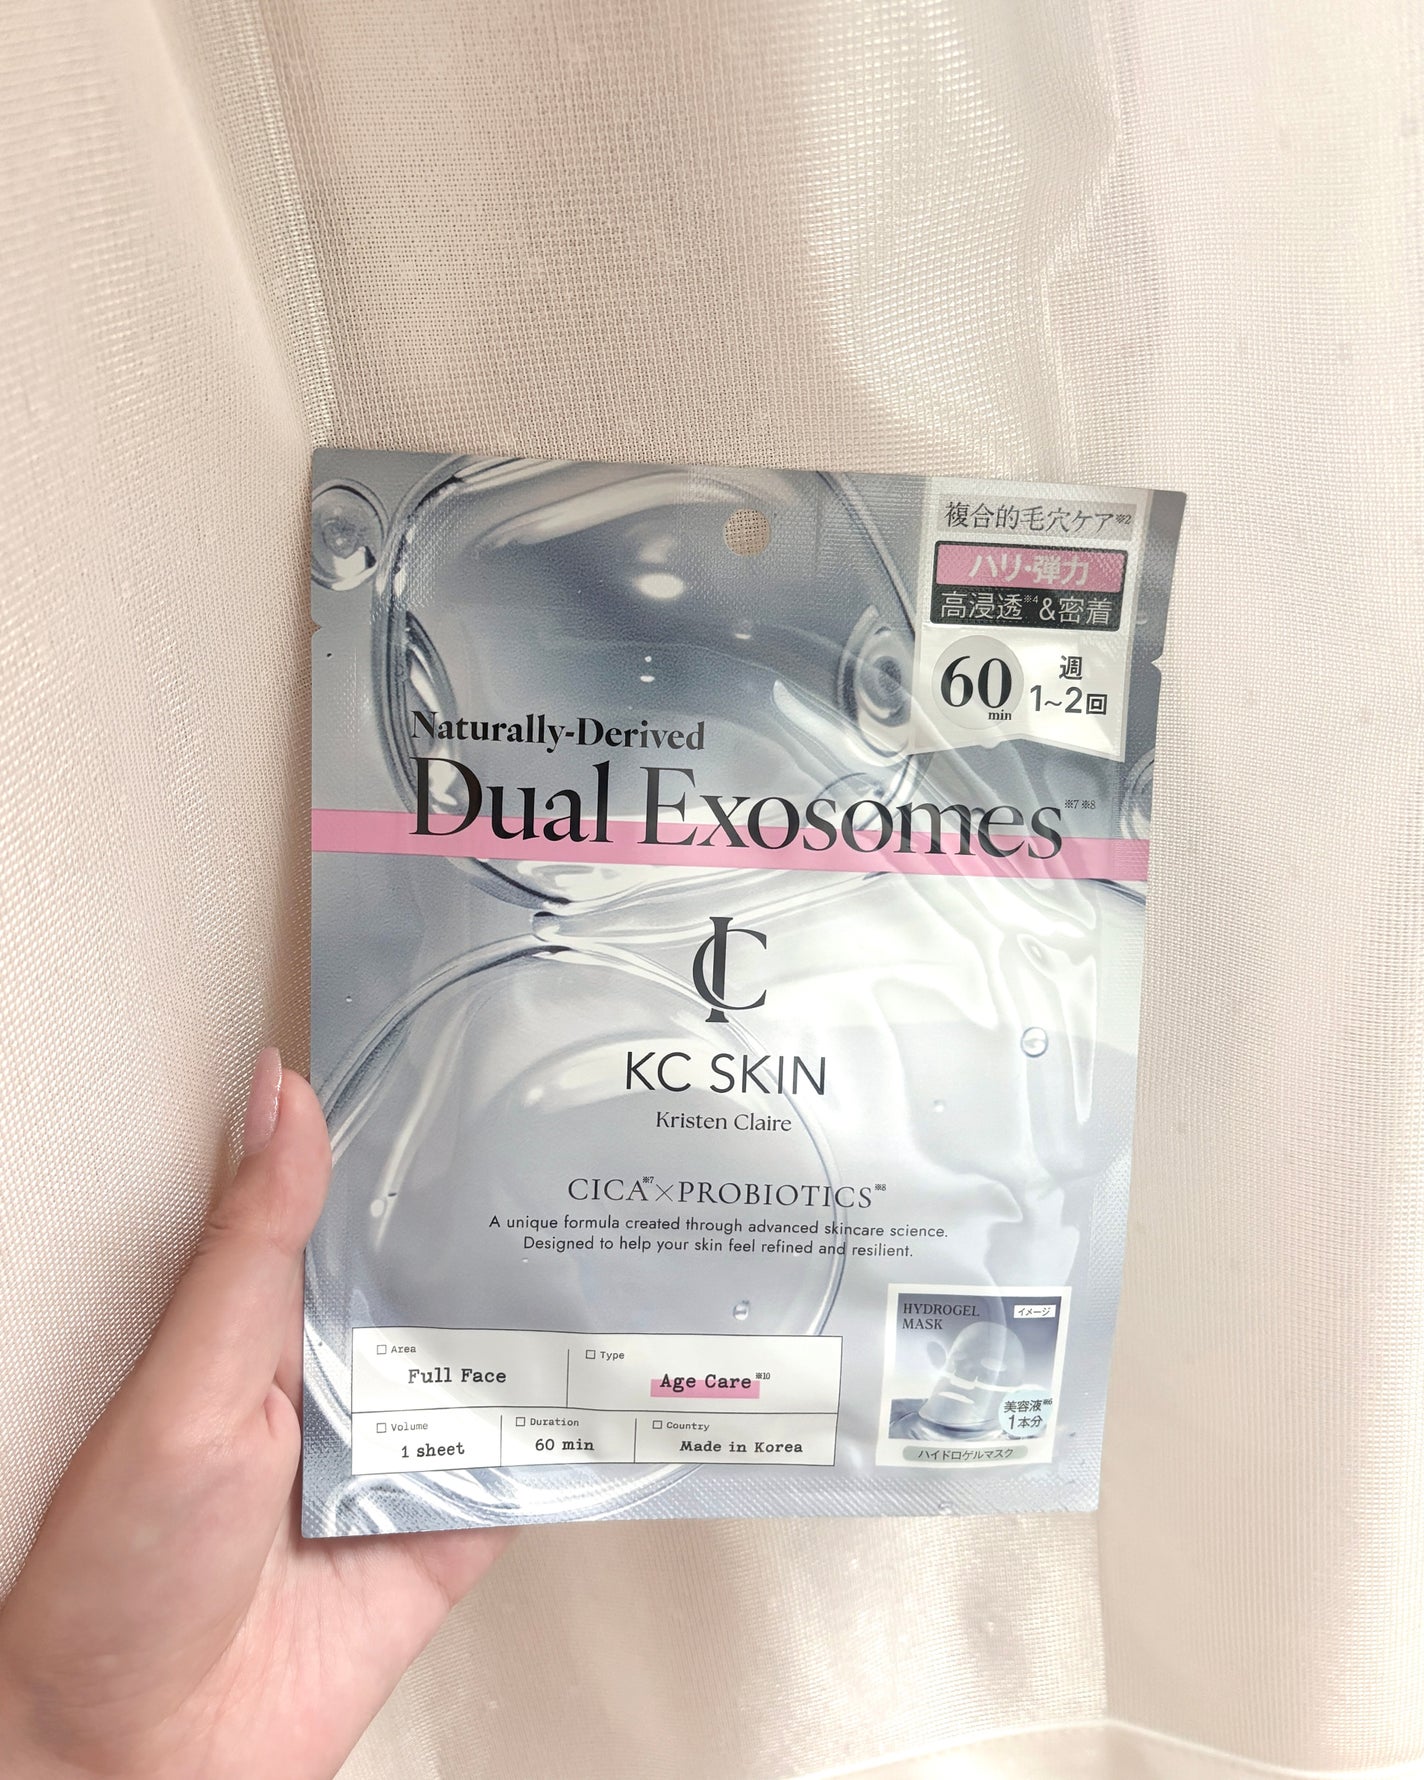 複合的毛穴ケア※2
ハリ・弾力
高浸透※4&密着
60 min
週
1~2回
Naturally-Derived
Dual Exosomes※7 ※8
KC SKIN
Kristen Claire
CICA※7×PROBIOTICS※8
A unique formula created through advanced skincare science.
Designed to help your skin feel refined and resilient.
□ Area
Full Face
□ Type
Age Care※10
□ Volume
1 sheet
□ Duration
60 min
□ Country
Made in Korea
HYDROGEL
MASK
イメージ
美容液※6
1本分
ハイドロゲルマスク